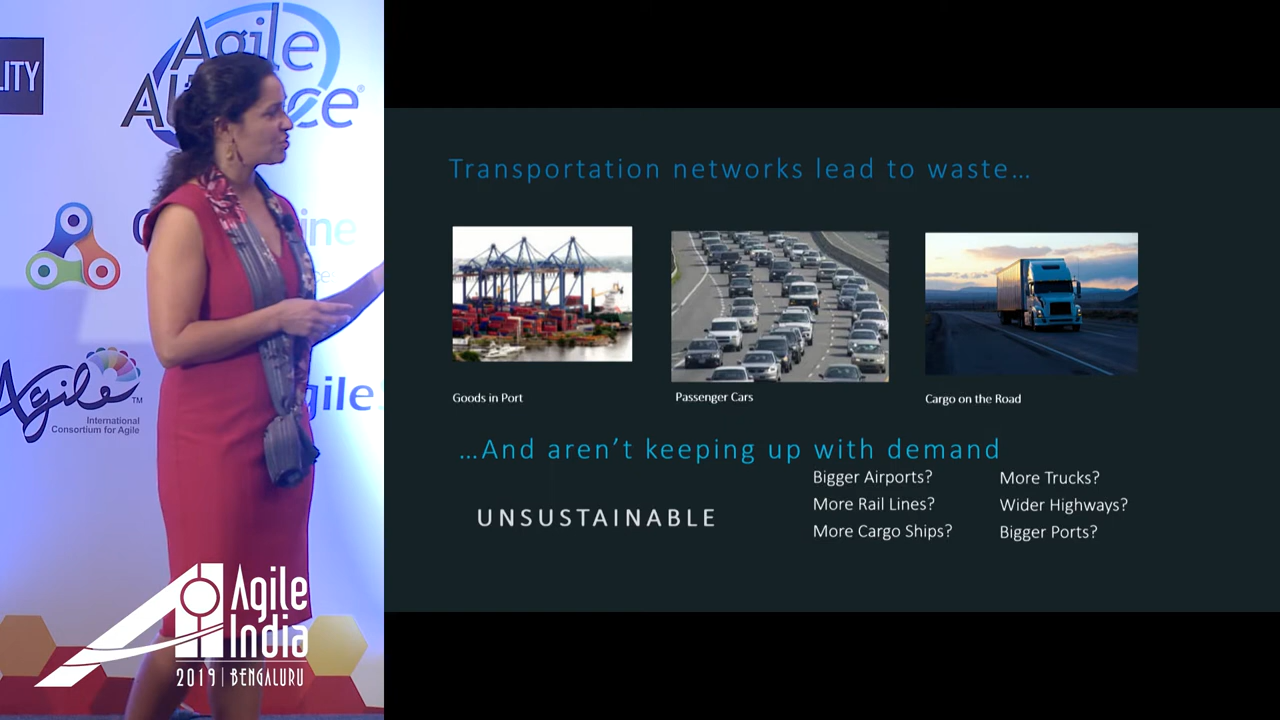 LITY
Agile
Agile
International
Consortium for Agile
Agile
India
2019 | BENGALURU
Transportation networks lead to waste…
Goods in Port
Passenger Cars
Cargo on the Road
…And aren’t keeping up with demand
UNSUSTAINABLE
Bigger Airports?
More Rail Lines?
More Cargo Ships?
More Trucks?
Wider Highways?
Bigger Ports?